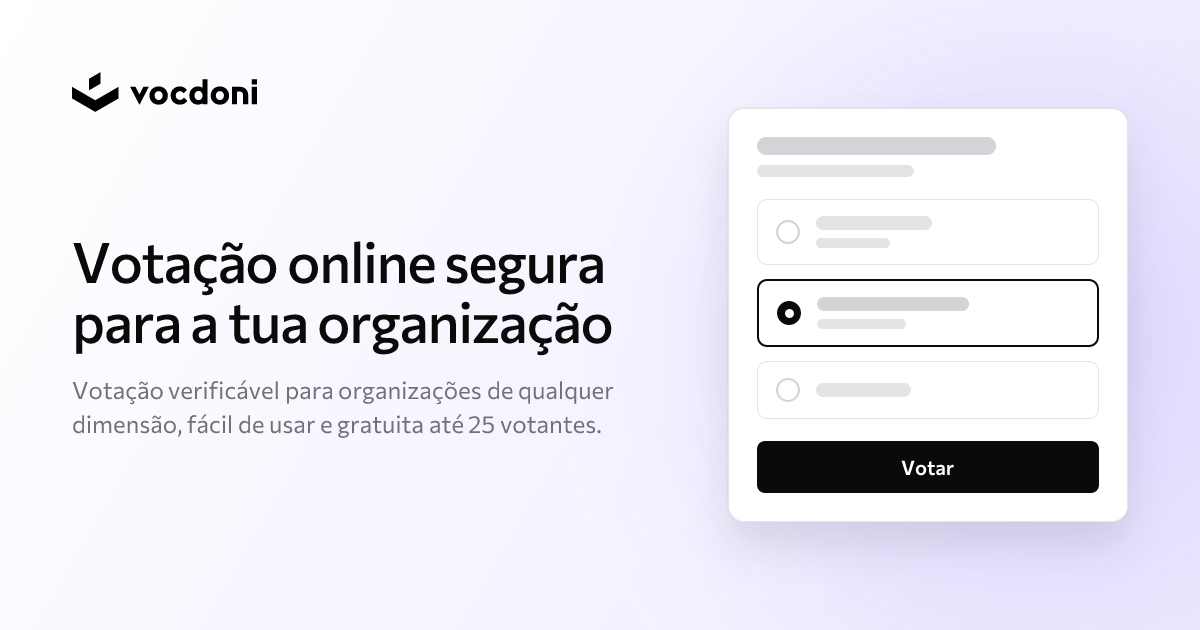 vocdoni
Votação online segura
para a tua organização
Votação verificável para organizações de qualquer
dimensão, fácil de usar e gratuita até 25 votantes.
Votar